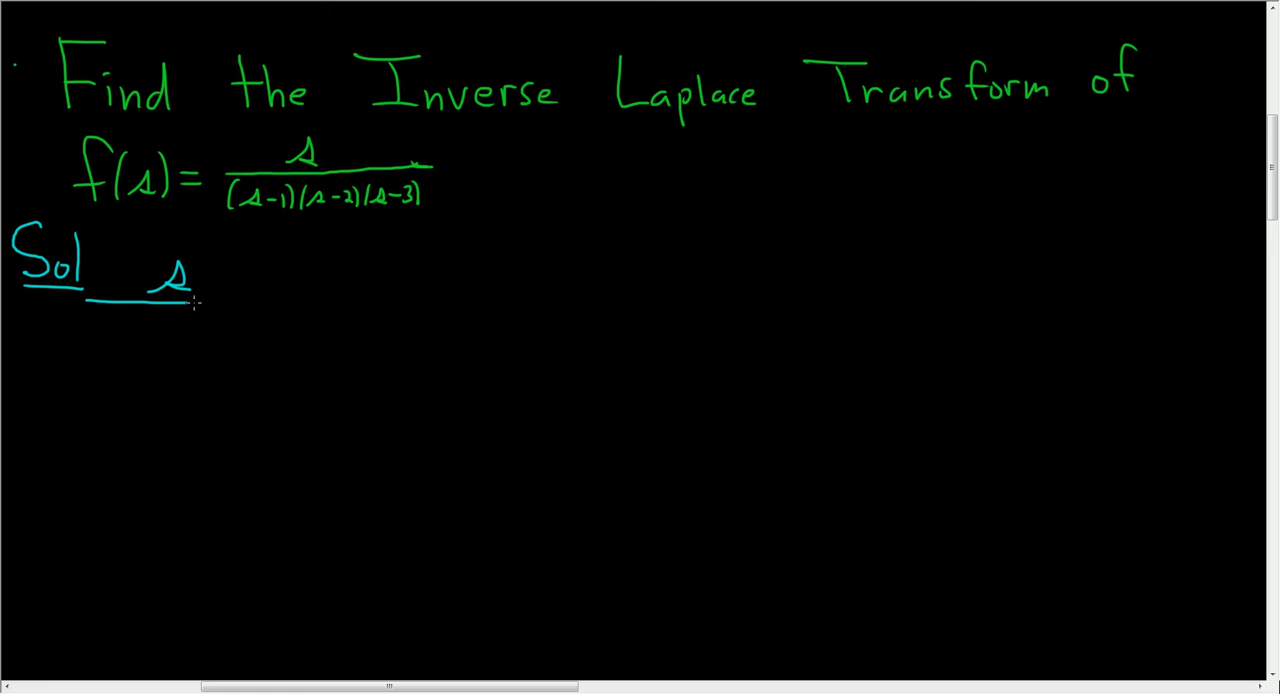 Find the Inverse Laplace Transform of
f(s) = s / ((s-1)(s-2)(s-3))
Sol s